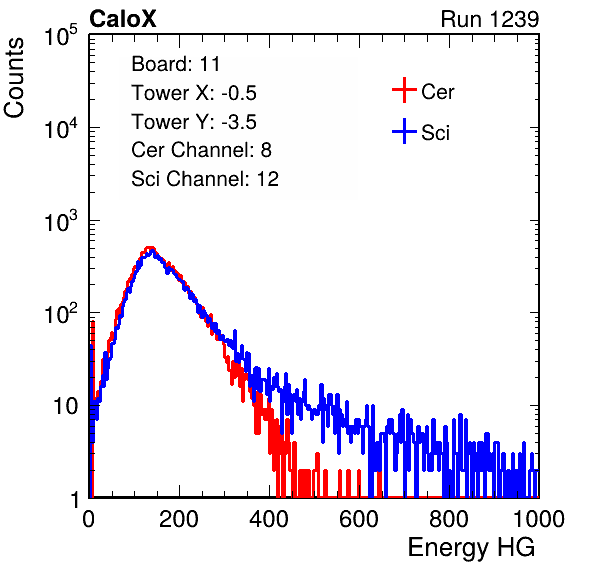 CaloX Run 1239
Counts
Board: 11
Tower X: -0.5
Tower Y: -3.5
Cer Channel: 8
Sci Channel: 12
Cer
Sci
10^5
10^4
10^3
10^2
10
1
0 200 400 600 800 1000
Energy HG